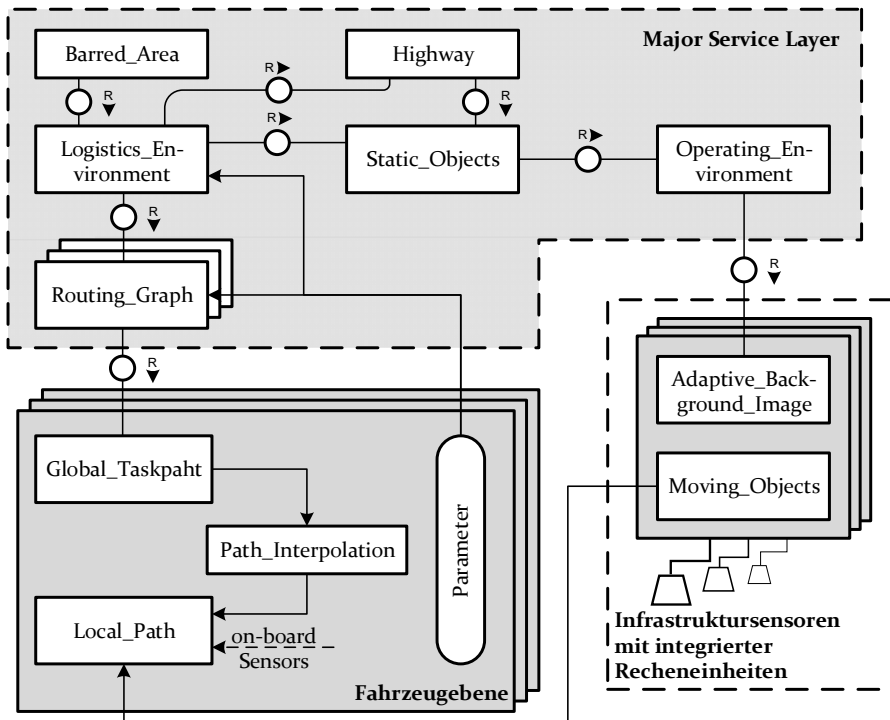 Barred_Area
Highway
Major Service Layer
R
R
R
R
Logistics_En-
vironment
R
Static_Objects
R
Operating_En-
vironment
R
R
Routing_Graph
R
Adaptive_Back-
ground_Image
Global_Taskpaht
Moving_Objects
Path_Interpolation
Parameter
Local_Path
on-board
Sensors
Infrastruktursensoren
mit integrierter
Recheneinheiten
Fahrzeugebene